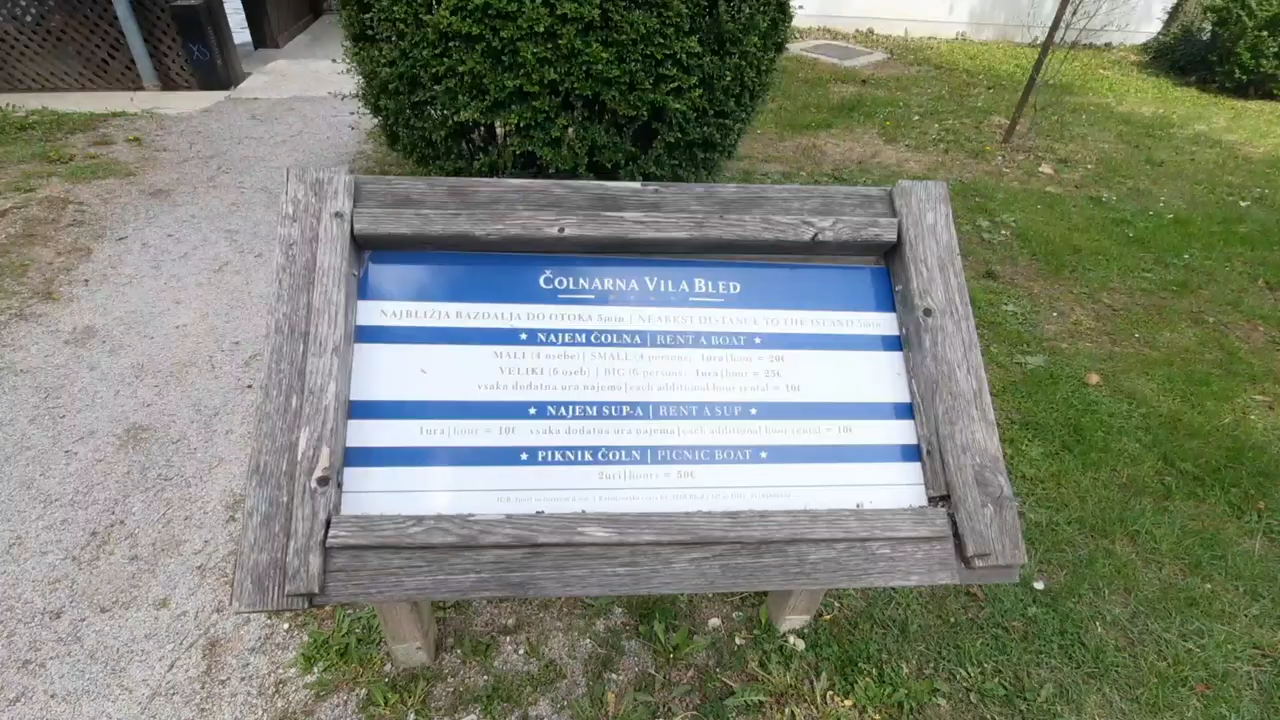 ČOLNARNA VILA BLED
NAJBLIŽJA RAZDALJA DO OTOKA 5min | NEAREST DISTANCE TO THE ISLAND 5min
★ NAJEM ČOLNA | RENT A BOAT ★
MALI (4 osebe) | SMALL (4 persons) 1ura|hour = 20€
VELIKI (6 oseb) | BIG (6 persons) 1ura|hour = 25€
vsaka dodatna ura najema|each additional hour rental = 10€
★ NAJEM SUP-A | RENT A SUP ★
1ura|hour = 10€ vsaka dodatna ura najema|each additional hour rental = 10€
★ PIKNIK ČOLN | PICNIC BOAT ★
2uri|hours = 50€
XS